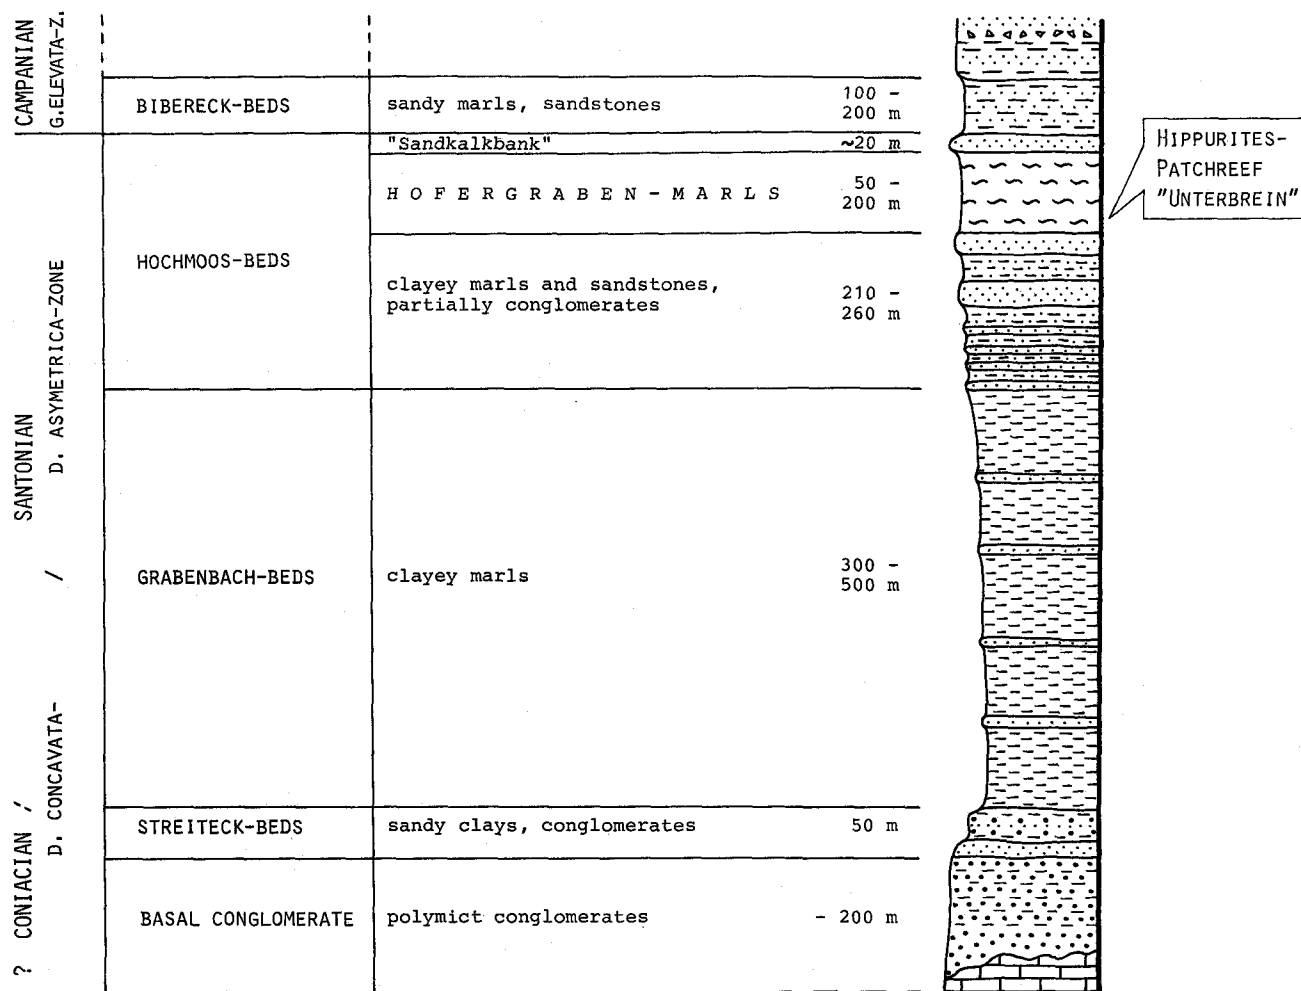 CAMPANIAN
G.ELEVATA-Z.
BIBERECK-BEDS
sandy marls, sandstones
100 -
200 m
"Sandkalkbank"
~20 m
HIPPURITES-
PATCHREEF
"UNTERBREIN"
HOFERGRABEN-MARLS
50 -
200 m
SANTONIAN
D. ASYMETRICA-ZONE
HOCHMOOS-BEDS
clayey marls and sandstones,
partially conglomerates
210 -
260 m
/
GRABENBACH-BEDS
clayey marls
300 -
500 m
? CONIACIAN /
D. CONCAVATA-
STREITECK-BEDS
sandy clays, conglomerates
50 m
BASAL CONGLOMERATE
polymict conglomerates
- 200 m